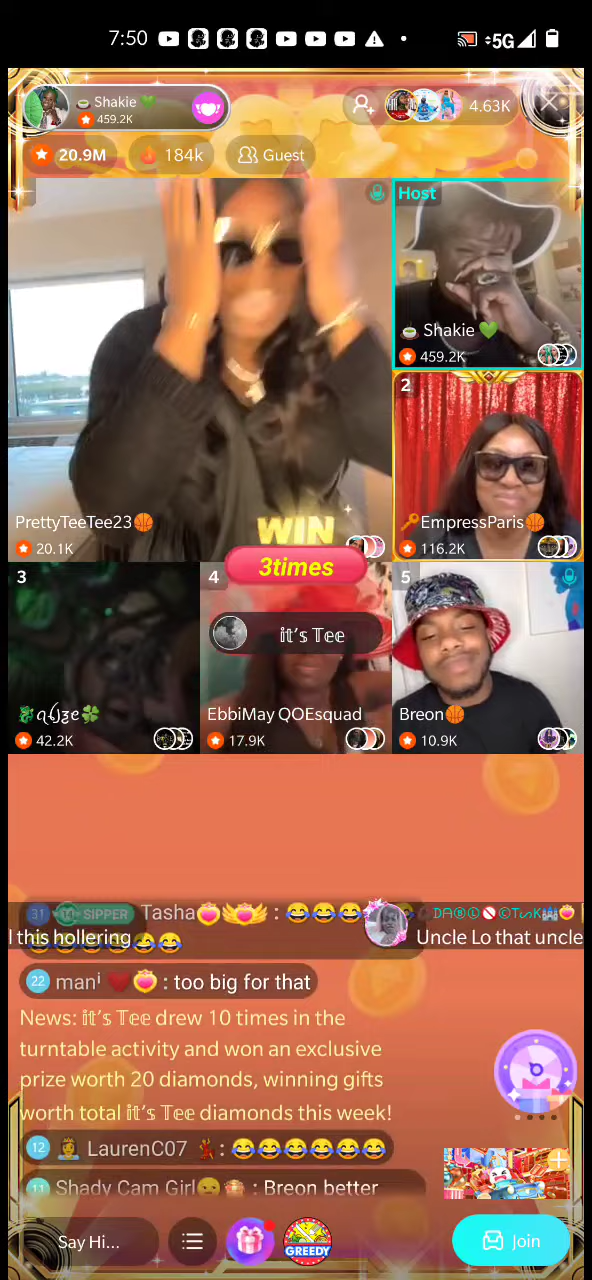 7:50
5G
Shakie
459.2K
4.63K
20.9M
184k
Guest
Host
Shakie
459.2K
2
EmpressParis
116.2K
PrettyTeeTee23
20.1K
WIN
3times
3
42.2K
4
𝕚𝕥’𝕤 𝕋𝕖𝕖
EbbiMay QOEsquad
17.9K
5
Breon
10.9K
31 SIPPER Tasha :
l this hollering
Uncle Lo that uncle
22 manⁱ : too big for that
News: 𝕚𝕥’𝕤 𝕋𝕖𝕖 drew 10 times in the
turntable activity and won an exclusive
prize worth 20 diamonds, winning gifts
worth total 𝕚𝕥’𝕤 𝕋𝕖𝕖 diamonds this week!
12 LaurenC07 :
11 Shady Cam Girl : Breon better
Say Hi...
GREEDY
Join